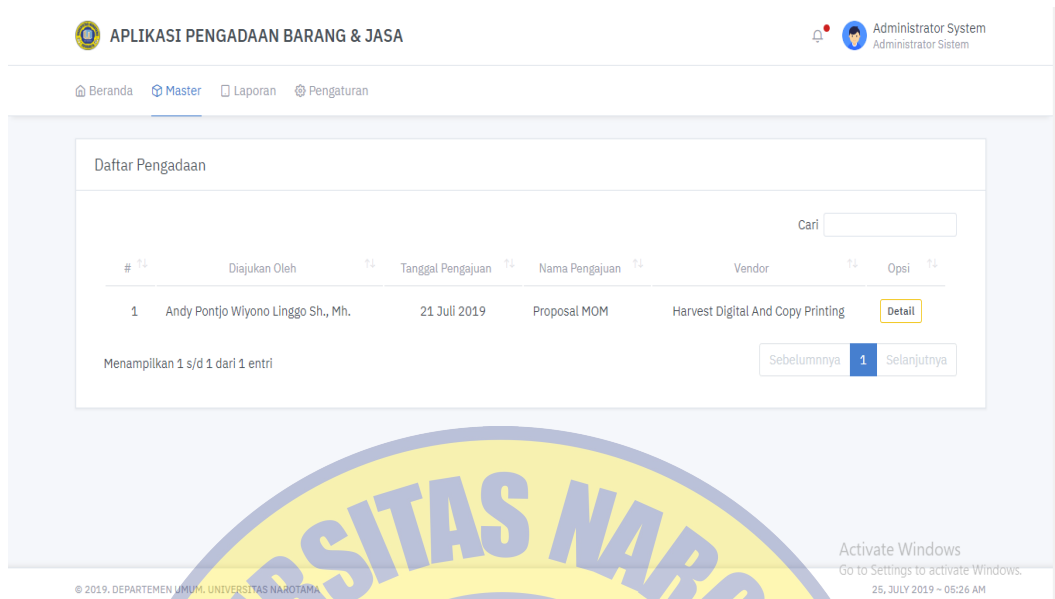 APLIKASI PENGADAAN BARANG & JASA
Administrator System
Administrator Sistem
Beranda Master Laporan Pengaturan
Daftar Pengadaan
Cari
# Diajukan Oleh Tanggal Pengajuan Nama Pengajuan Vendor Opsi
1 Andy Pontjo Wiyono Linggo Sh., Mh. 21 Juli 2019 Proposal MOM Harvest Digital And Copy Printing Detail
Menampilkan 1 s/d 1 dari 1 entri
Sebelumnnya 1 Selanjutnya
RSITAS NARO
Activate Windows
Go to Settings to activate Windows.
© 2019. DEPARTEMEN UMUM. UNIVERSITAS NAROTAMA
25, JULY 2019 ~ 05:26 AM